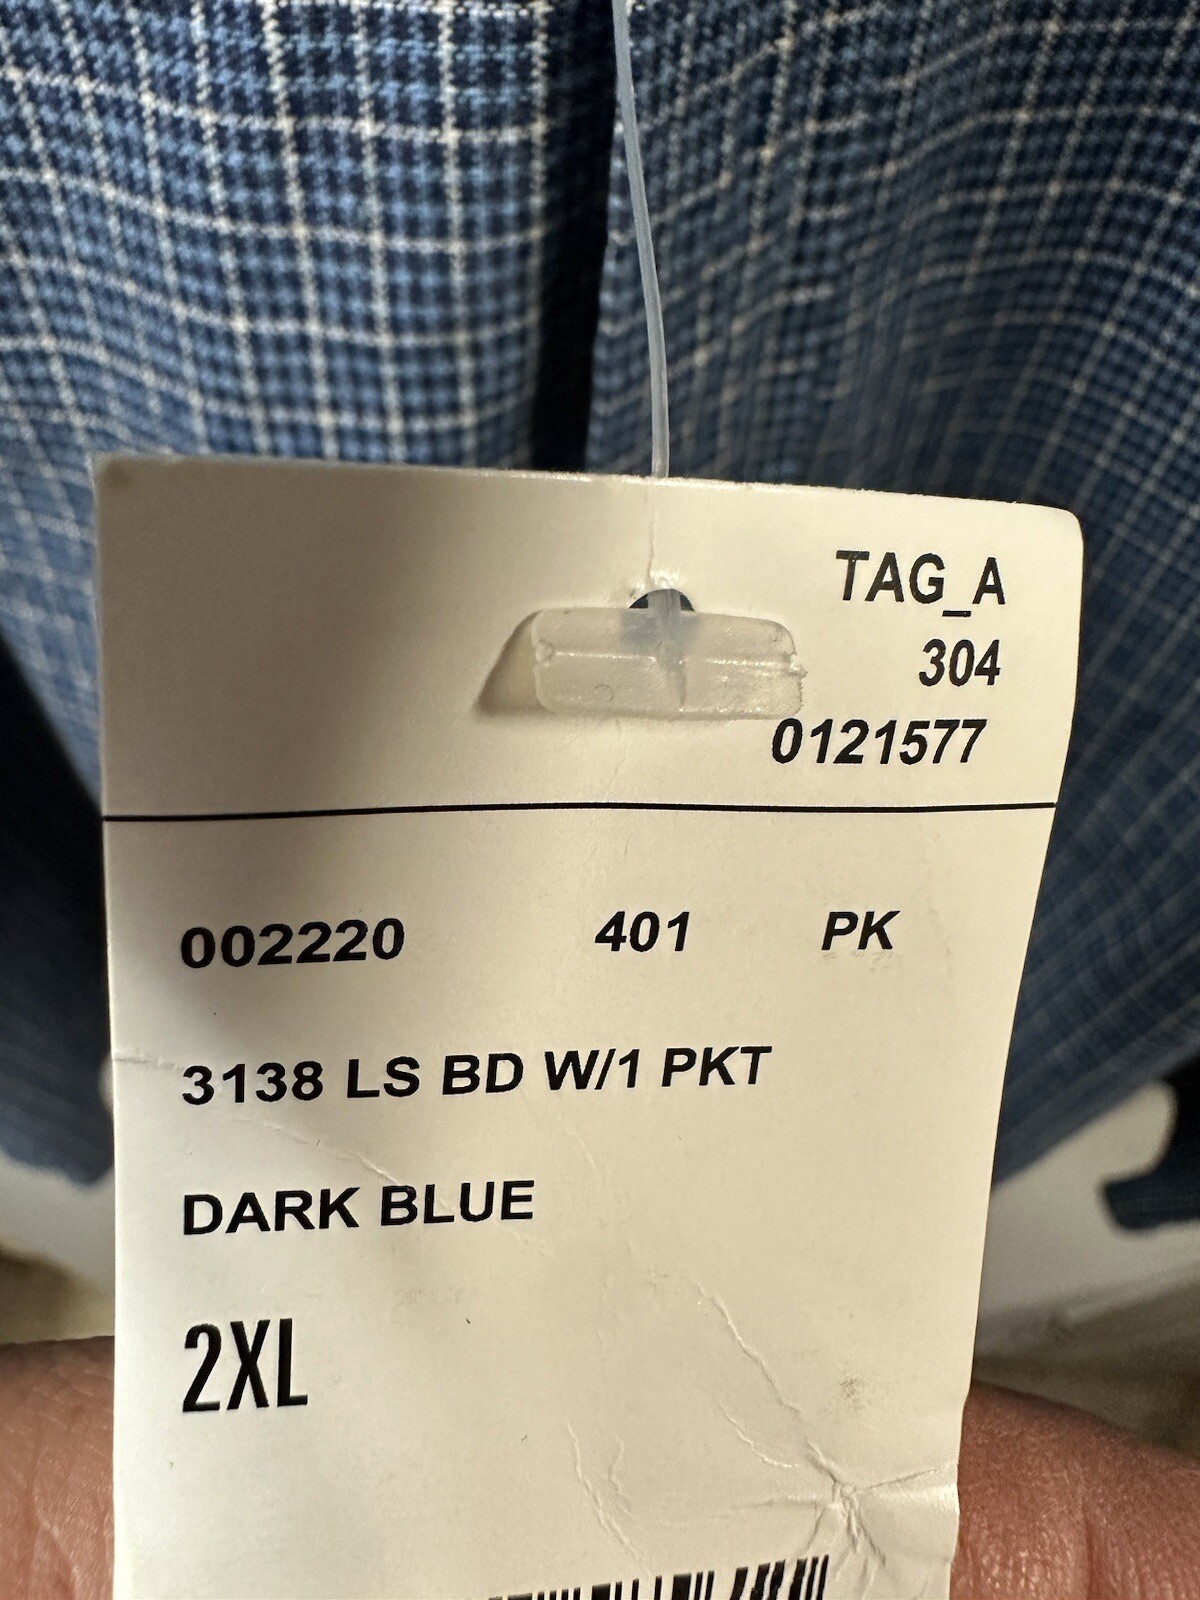 TAG_A
304
0121577
002220 401 PK
3138 LS BD W/1 PKT
DARK BLUE
2XL